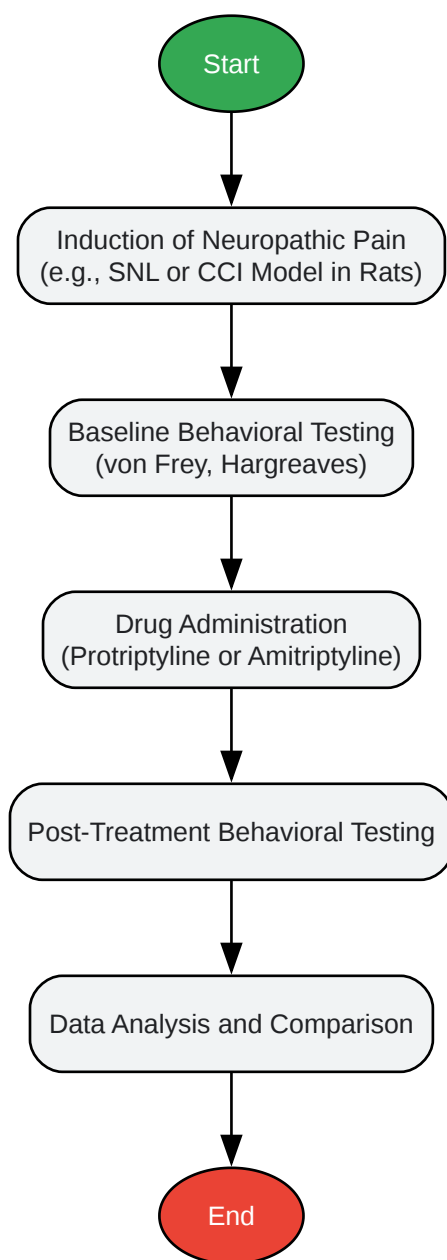 Start
Induction of Neuropathic Pain
(e.g., SNL or CCI Model in Rats)
Baseline Behavioral Testing
(von Frey, Hargreaves)
Drug Administration
(Protriptyline or Amitriptyline)
Post-Treatment Behavioral Testing
Data Analysis and Comparison
End